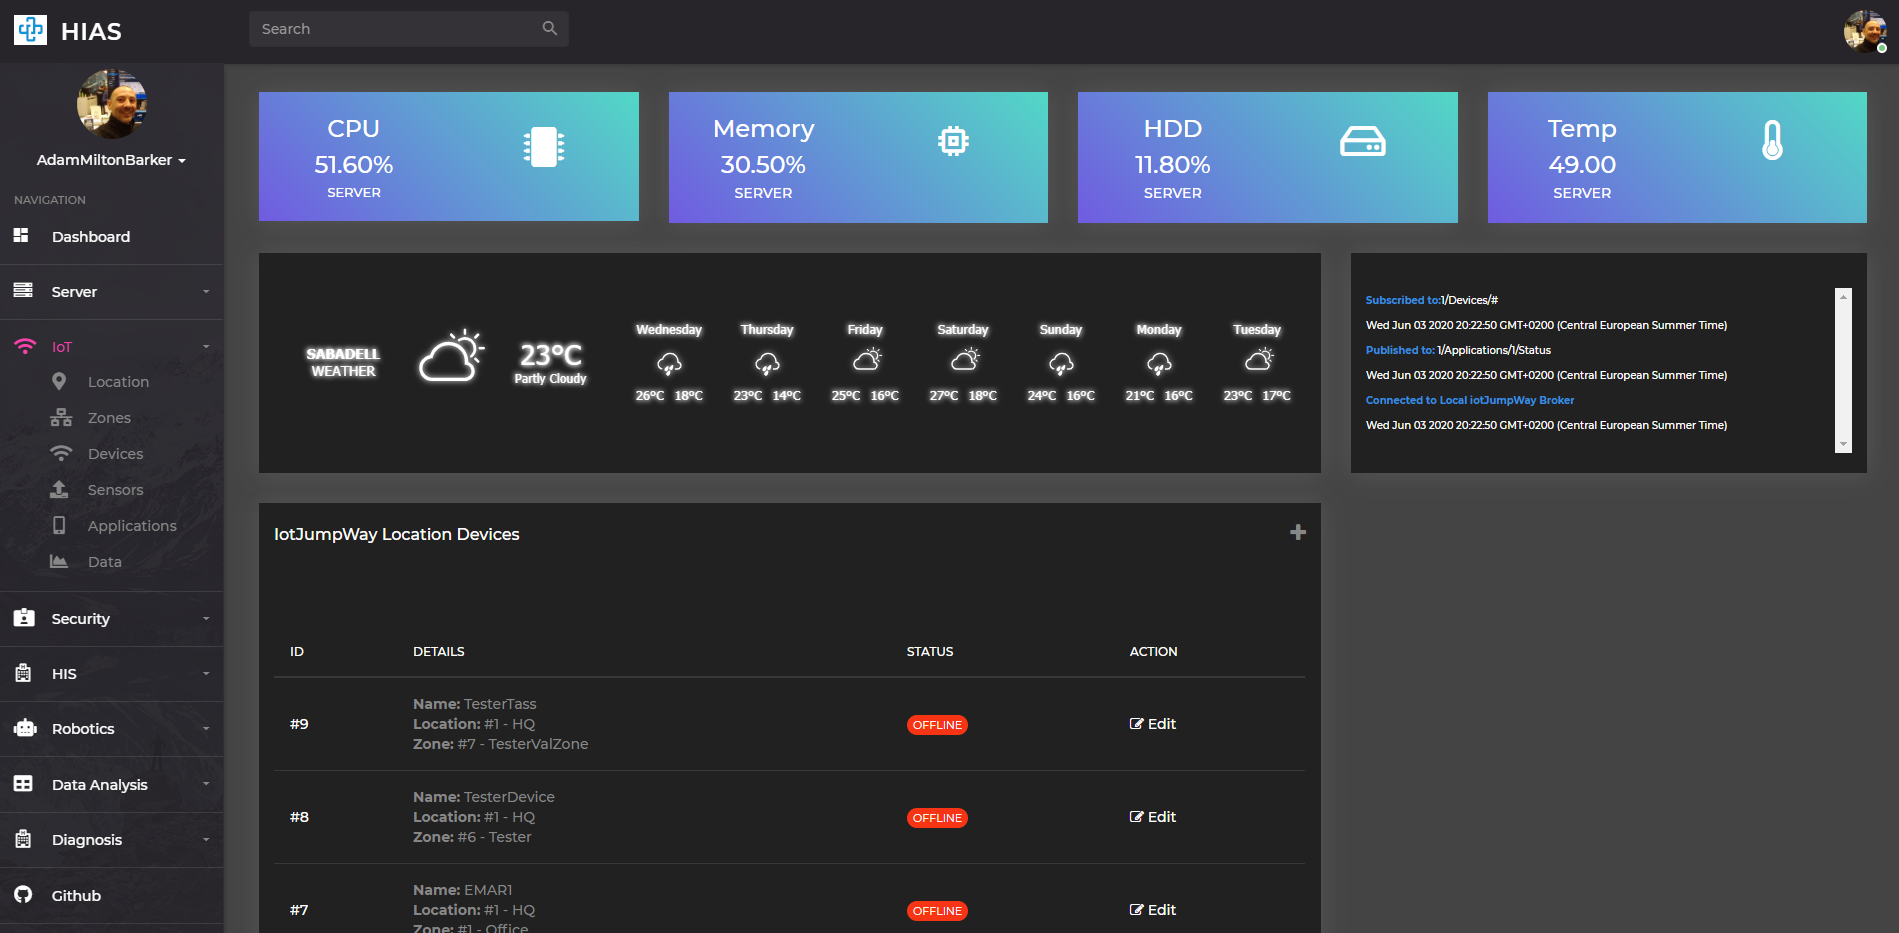 HIAS
Search
AdamMiltonBarker
NAVIGATION
Dashboard
Server
IoT
Location
Zones
Devices
Sensors
Applications
Data
Security
HIS
Robotics
Data Analysis
Diagnosis
Github
CPU
51.60%
SERVER
Memory
30.50%
SERVER
HDD
11.80%
SERVER
Temp
49.00
SERVER
SABADELL
WEATHER
23°C
Partly Cloudy
Wednesday
26°C 18°C
Thursday
23°C 14°C
Friday
25°C 16°C
Saturday
27°C 18°C
Sunday
24°C 16°C
Monday
21°C 16°C
Tuesday
23°C 17°C
Subscribed to:1/Devices/#
Wed Jun 03 2020 20:22:50 GMT+0200 (Central European Summer Time)
Published to: 1/Applications/1/Status
Wed Jun 03 2020 20:22:50 GMT+0200 (Central European Summer Time)
Connected to Local iotJumpWay Broker
Wed Jun 03 2020 20:22:50 GMT+0200 (Central European Summer Time)
IotJumpWay Location Devices
ID DETAILS STATUS ACTION
#9
Name: TesterTass
Location: #1 - HQ
Zone: #7 - TesterValZone
OFFLINE
Edit
#8
Name: TesterDevice
Location: #1 - HQ
Zone: #6 - Tester
OFFLINE
Edit
#7
Name: EMAR1
Location: #1 - HQ
Zone: #1 - Office
OFFLINE
Edit